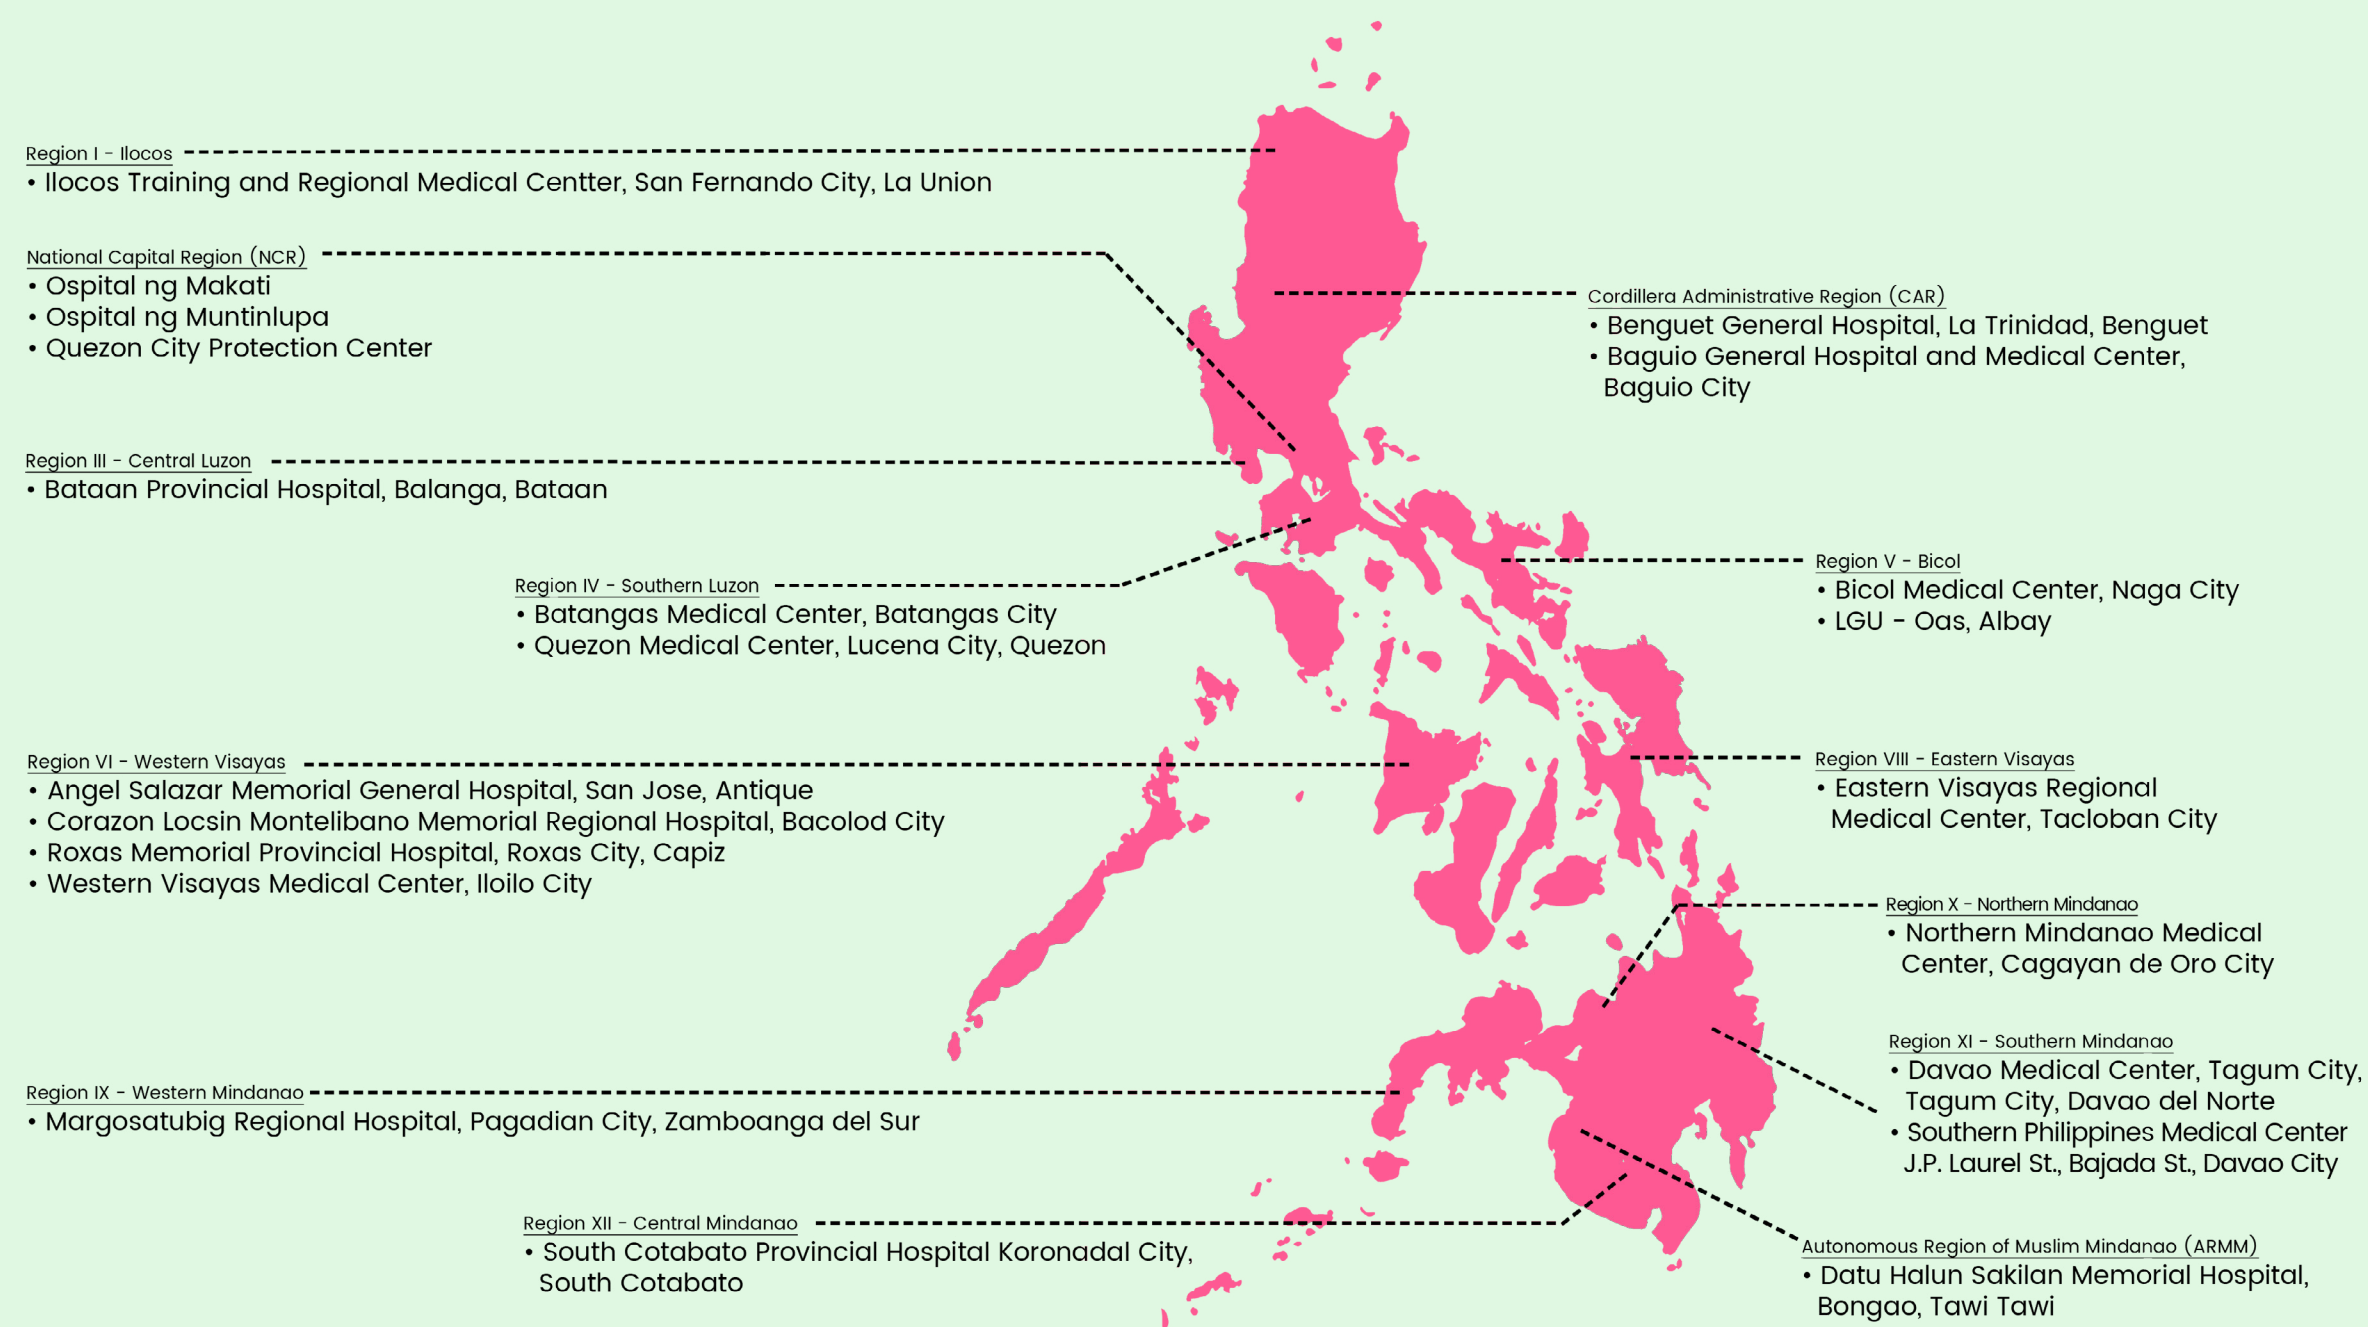 Region I - Ilocos
• Ilocos Training and Regional Medical Centter, San Fernando City, La Union
National Capital Region (NCR)
• Ospital ng Makati
• Ospital ng Muntinlupa
• Quezon City Protection Center
Cordillera Administrative Region (CAR)
• Benguet General Hospital, La Trinidad, Benguet
• Baguio General Hospital and Medical Center,
Baguio City
Region III - Central Luzon
• Bataan Provincial Hospital, Balanga, Bataan
Region IV - Southern Luzon
• Batangas Medical Center, Batangas City
• Quezon Medical Center, Lucena City, Quezon
Region V - Bicol
• Bicol Medical Center, Naga City
• LGU - Oas, Albay
Region VI - Western Visayas
• Angel Salazar Memorial General Hospital, San Jose, Antique
• Corazon Locsin Montelibano Memorial Regional Hospital, Bacolod City
• Roxas Memorial Provincial Hospital, Roxas City, Capiz
• Western Visayas Medical Center, Iloilo City
Region VIII - Eastern Visayas
• Eastern Visayas Regional
Medical Center, Tacloban City
Region X - Northern Mindanao
• Northern Mindanao Medical
Center, Cagayan de Oro City
Region XI - Southern Mindanao
• Davao Medical Center, Tagum City,
Tagum City, Davao del Norte
• Southern Philippines Medical Center
J.P. Laurel St., Bajada St., Davao City
Region IX - Western Mindanao
• Margosatubig Regional Hospital, Pagadian City, Zamboanga del Sur
Region XII - Central Mindanao
• South Cotabato Provincial Hospital Koronadal City,
South Cotabato
Autonomous Region of Muslim Mindanao (ARMM)
• Datu Halun Sakilan Memorial Hospital,
Bongao, Tawi Tawi